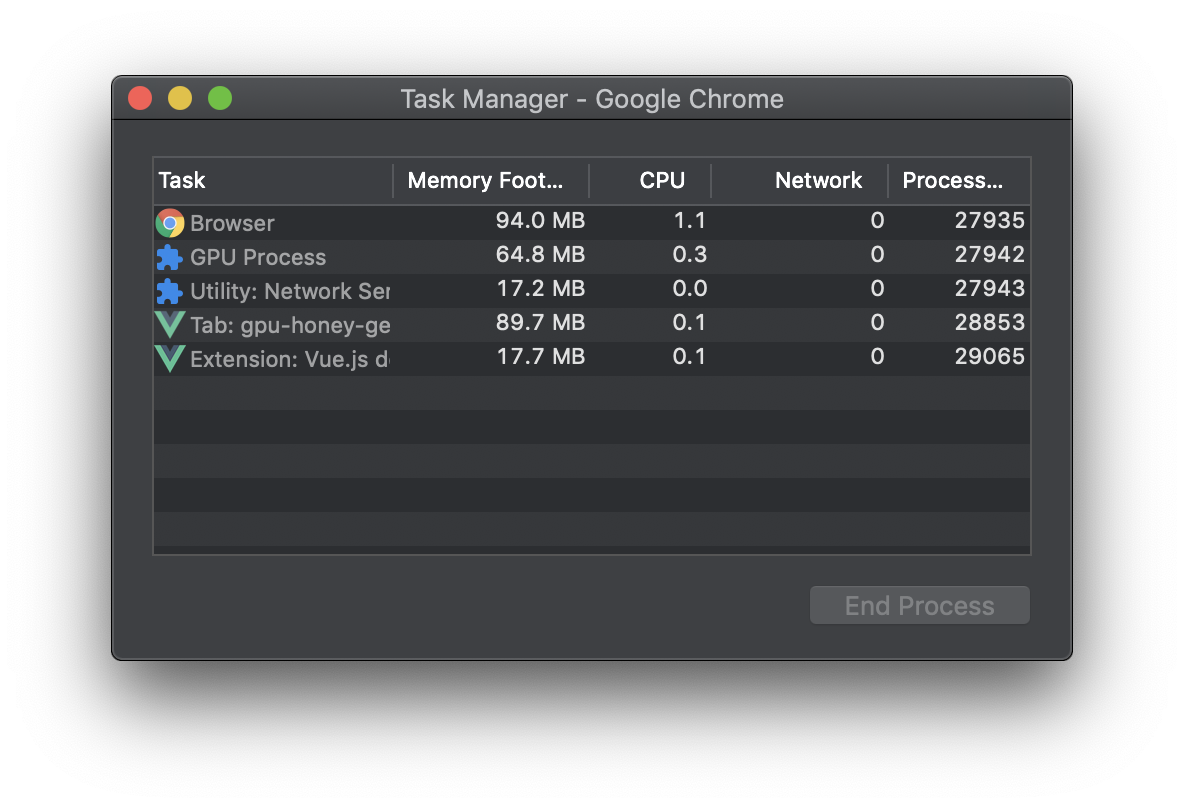 Task Manager - Google Chrome
Task Memory Foot... CPU Network Process...
Browser 94.0 MB 1.1 0 27935
GPU Process 64.8 MB 0.3 0 27942
Utility: Network Ser 17.2 MB 0.0 0 27943
Tab: gpu-honey-ge 89.7 MB 0.1 0 28853
Extension: Vue.js d 17.7 MB 0.1 0 29065
End Process